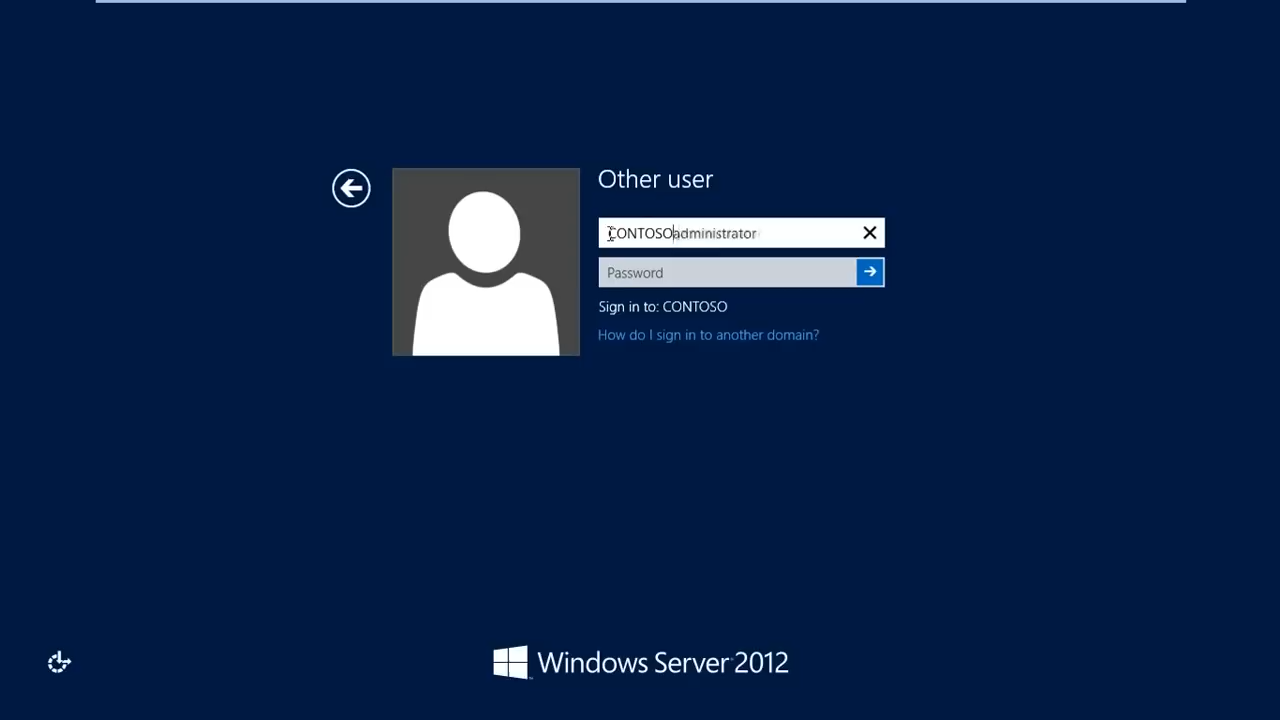 Other user
CONTOSOadministrator
Password
Sign in to: CONTOSO
How do I sign in to another domain?
Windows Server 2012